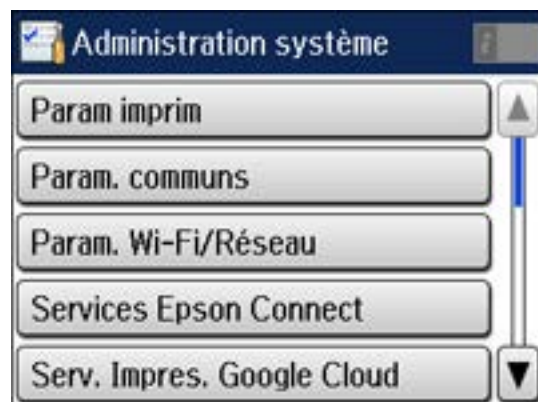 Administration système
Param imprim
Param. communs
Param. Wi-Fi/Réseau
Services Epson Connect
Serv. Impres. Google Cloud